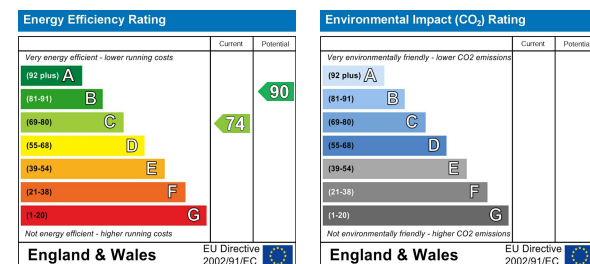 Energy Efficiency Rating
Current Potential
Very energy efficient - lower running costs
(92 plus) A
(81-91) B
(69-80) C
(55-68) D
(39-54) E
(21-38) F
(1-20) G
74
90
Not energy efficient - higher running costs
England & Wales
EU Directive
2002/91/EC
Environmental Impact (CO2) Rating
Current Potentia
Very environmentally friendly - lower CO2 emissions
(92 plus) A
(81-91) B
(69-80) C
(55-68) D
(39-54) E
(21-38) F
(1-20) G
Not environmentally friendly - higher CO2 emissions
England & Wales
EU Directive
2002/91/EC